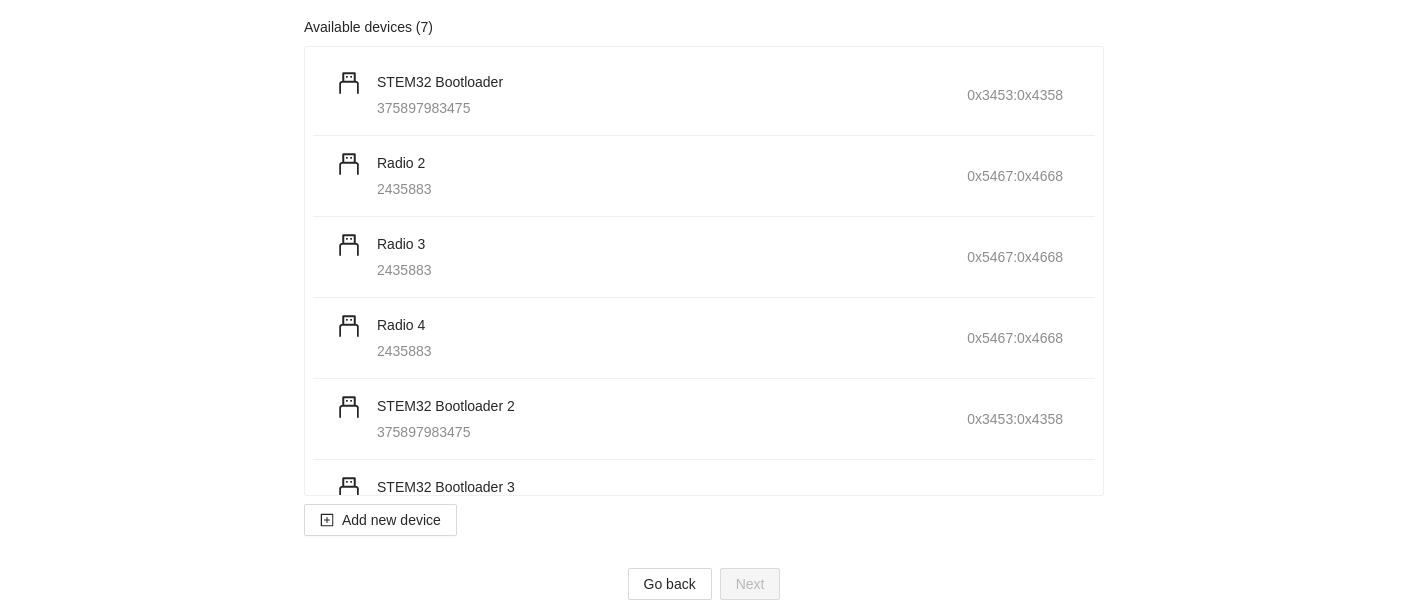 Available devices (7)
STEM32 Bootloader
375897983475
0x3453:0x4358
Radio 2
2435883
0x5467:0x4668
Radio 3
2435883
0x5467:0x4668
Radio 4
2435883
0x5467:0x4668
STEM32 Bootloader 2
375897983475
0x3453:0x4358
STEM32 Bootloader 3
Add new device
Go back
Next